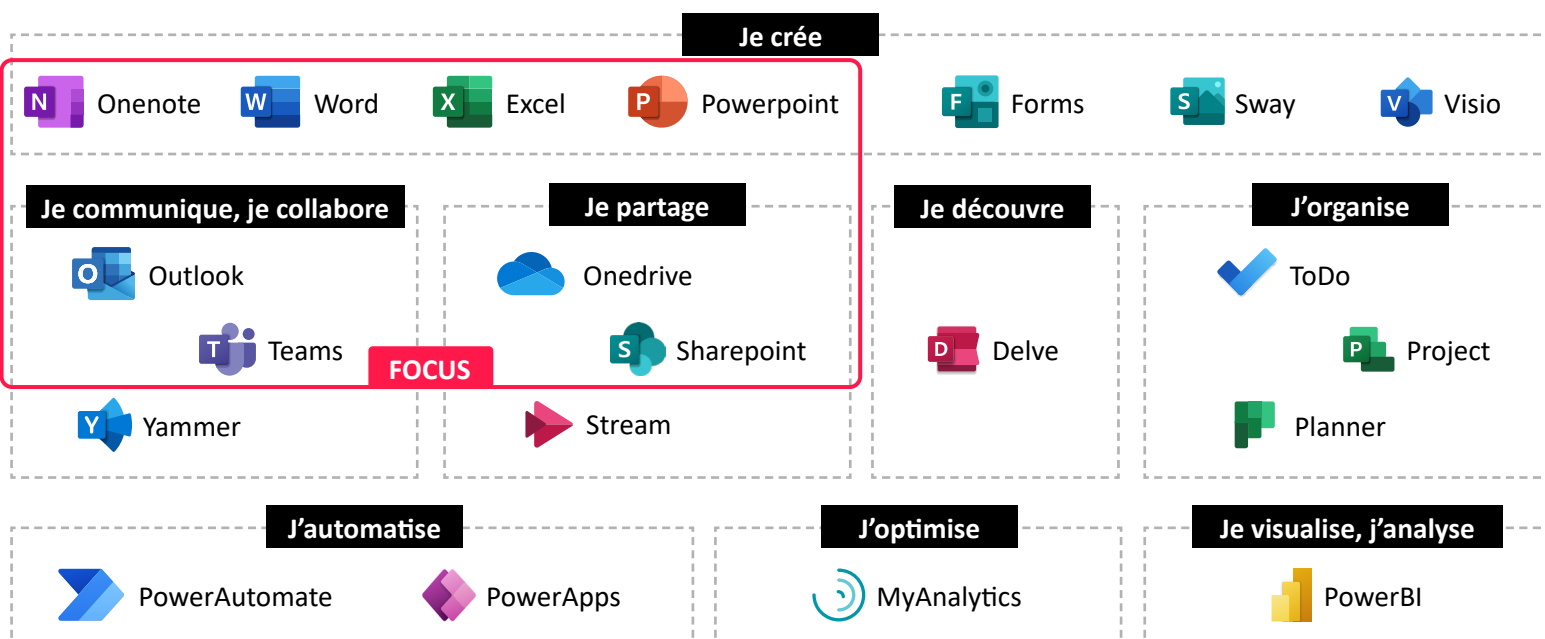 Je crée
N Onenote W Word X Excel P Powerpoint F Forms S Sway V Visio
Je communique, je collabore Je partage Je découvre J’organise
O Outlook Onedrive ToDo
T Teams S Sharepoint D Delve P Project
FOCUS
Y Yammer Stream Planner
J’automatise J’optimise Je visualise, j’analyse
PowerAutomate PowerApps MyAnalytics PowerBI